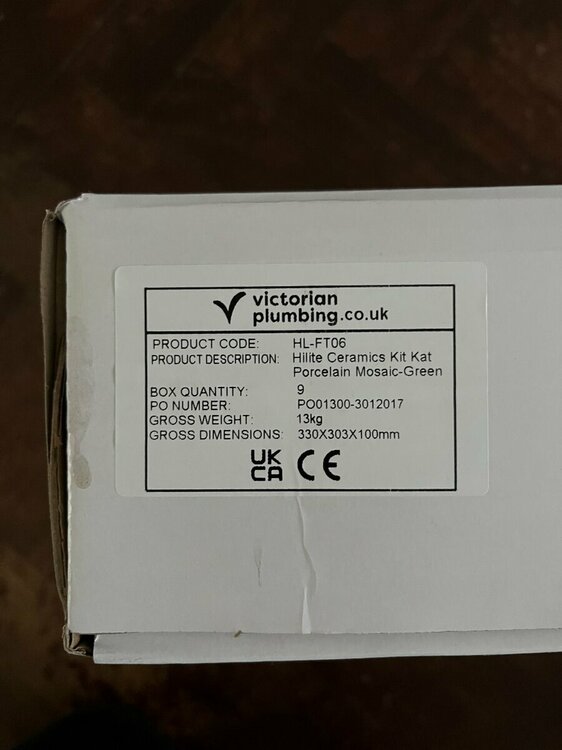 victorian
plumbing.co.uk
PRODUCT CODE: HL-FT06
PRODUCT DESCRIPTION: Hilite Ceramics Kit Kat
Porcelain Mosaic-Green
BOX QUANTITY: 9
PO NUMBER: PO01300-3012017
GROSS WEIGHT: 13kg
GROSS DIMENSIONS: 330X303X100mm
UK CE
CA